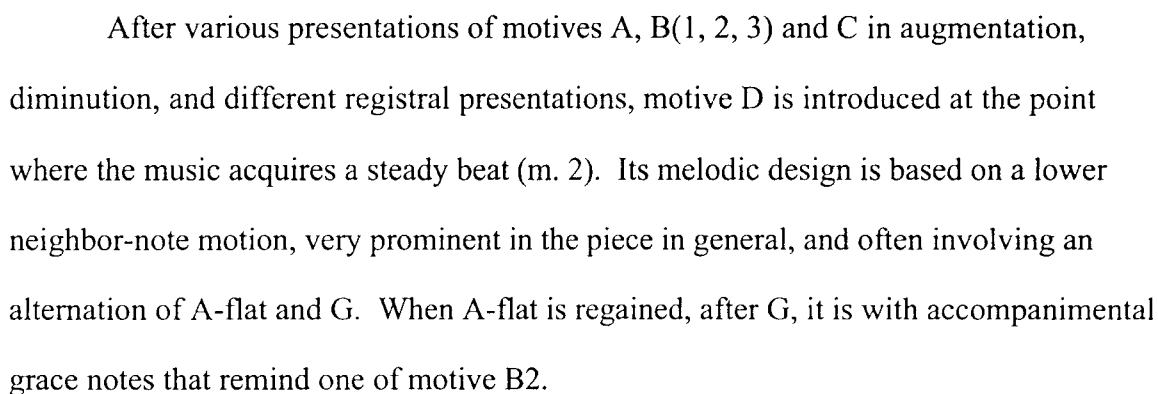 After various presentations of motives A, B(1, 2, 3) and C in augmentation,
diminution, and different registral presentations, motive D is introduced at the point
where the music acquires a steady beat (m. 2).  Its melodic design is based on a lower
neighbor-note motion, very prominent in the piece in general, and often involving an
alternation of A-flat and G.  When A-flat is regained, after G, it is with accompanimental
grace notes that remind one of motive B2.